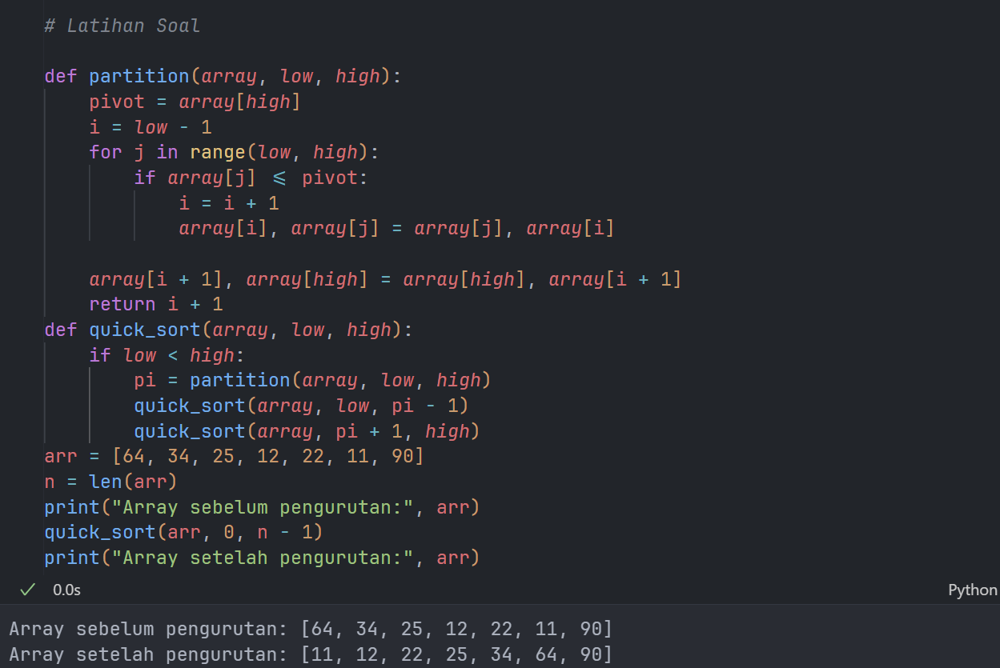 # Latihan Soal
def partition(array, low, high):
    pivot = array[high]
    i = low - 1
    for j in range(low, high):
        if array[j] ⩽ pivot:
            i = i + 1
            array[i], array[j] = array[j], array[i]
    array[i + 1], array[high] = array[high], array[i + 1]
    return i + 1
def quick_sort(array, low, high):
    if low < high:
        pi = partition(array, low, high)
        quick_sort(array, low, pi - 1)
        quick_sort(array, pi + 1, high)
arr = [64, 34, 25, 12, 22, 11, 90]
n = len(arr)
print("Array sebelum pengurutan:", arr)
quick_sort(arr, 0, n - 1)
print("Array setelah pengurutan:", arr)
✓ 0.0s Python
Array sebelum pengurutan: [64, 34, 25, 12, 22, 11, 90]
Array setelah pengurutan: [11, 12, 22, 25, 34, 64, 90]